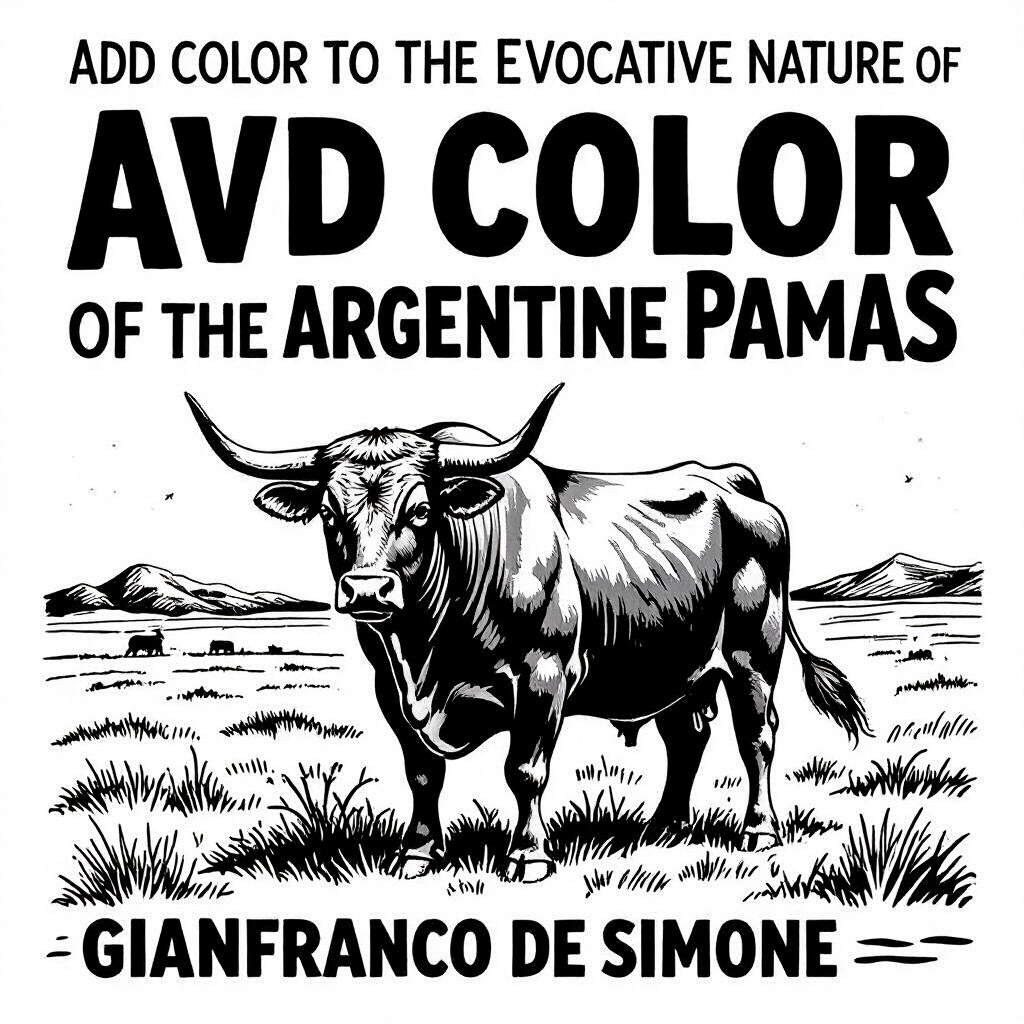 ADD COLOR TO THE EVOCATIVE NATURE OF
AVD COLOR
OF THE ARGENTINE PAMAS
GIANFRANCO DE SIMONE